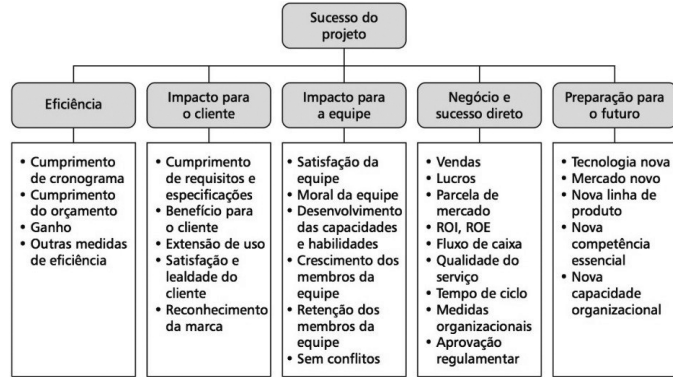 Sucesso do
projeto
Eficiência
Impacto para
o cliente
Impacto para
a equipe
Negócio e
sucesso direto
Preparação para
o futuro
• Cumprimento
de cronograma
• Cumprimento
do orçamento
• Ganho
• Outras medidas
de eficiência
• Cumprimento
de requisitos e
especificações
• Benefício para
o cliente
• Extensão de uso
• Satisfação e
lealdade do
cliente
• Reconhecimento
da marca
• Satisfação da
equipe
• Moral da equipe
• Desenvolvimento
das capacidades
e habilidades
• Crescimento dos
membros da
equipe
• Retenção dos
membros da
equipe
• Sem conflitos
• Vendas
• Lucros
• Parcela de
mercado
• ROI, ROE
• Fluxo de caixa
• Qualidade do
serviço
• Tempo de ciclo
• Medidas
organizacionais
• Aprovação
regulamentar
• Tecnologia nova
• Mercado novo
• Nova linha de
produto
• Nova
competência
essencial
• Nova
capacidade
organizacional